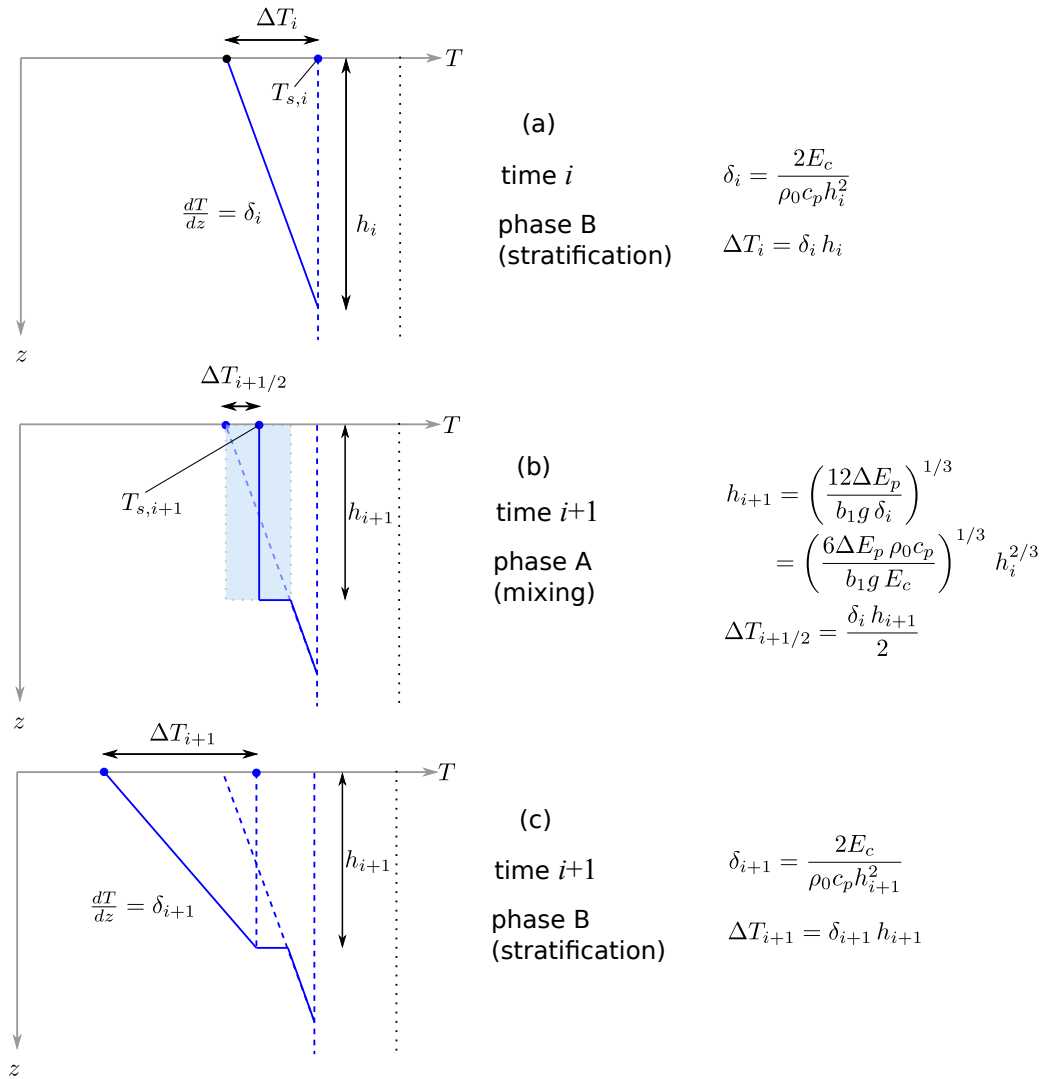 ΔT_i
T
T_{s,i}
dT/dz = δ_i
h_i
z
(a)
time i
phase B
(stratification)
δ_i = 2E_c / (ρ_0 c_p h_i^2)
ΔT_i = δ_i h_i
ΔT_{i+1/2}
T
T_{s,i+1}
h_{i+1}
z
(b)
time i+1
phase A
(mixing)
h_{i+1} = (12ΔE_p / (b_1 g δ_i))^{1/3}
= (6ΔE_p ρ_0 c_p / (b_1 g E_c))^{1/3} h_i^{2/3}
ΔT_{i+1/2} = δ_i h_{i+1} / 2
ΔT_{i+1}
T
h_{i+1}
dT/dz = δ_{i+1}
z
(c)
time i+1
phase B
(stratification)
δ_{i+1} = 2E_c / (ρ_0 c_p h_{i+1}^2)
ΔT_{i+1} = δ_{i+1} h_{i+1}